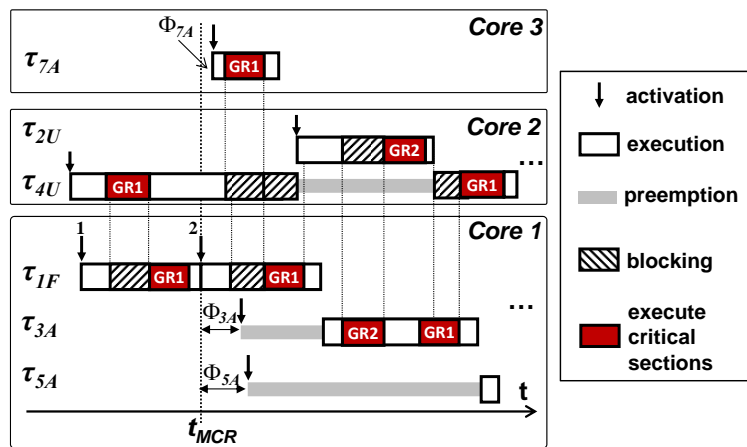 Φ7A
Core 3
τ7A
GR1
τ2U
Core 2
GR2
...
τ4U
GR1
GR1
Core 1
1
2
τ1F
GR1
GR1
...
τ3A
Φ3A
GR2
GR1
τ5A
Φ5A
t
tMCR
activation
execution
preemption
blocking
execute
critical
sections